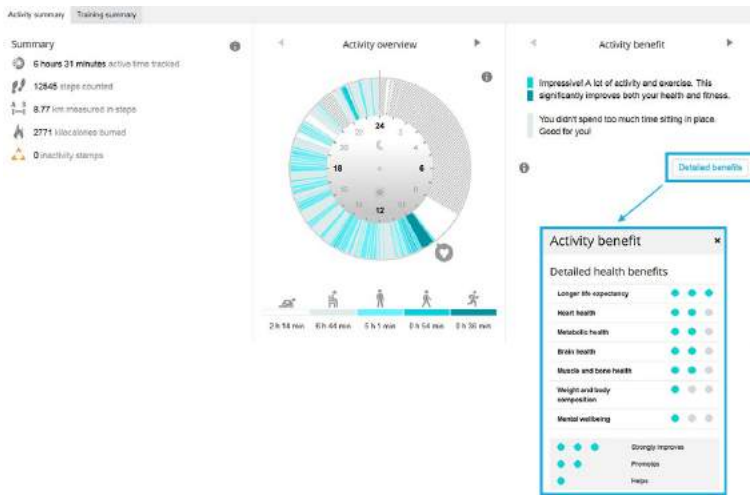 Activity summary
Training summary
Summary
6 hours 31 minutes active time tracked
12845 steps counted
8.77 km measured in steps
2771 kilocalories burned
0 inactivity stamps
Activity overview
24
20
4
18
6
12
2 h 14 min
6 h 44 min
5 h 1 min
0 h 54 min
0 h 36 min
Activity benefit
Impressive! A lot of activity and exercise. This
significantly improves both your health and fitness.
You didn't spend too much time sitting in place.
Good for you!
Detailed benefits
Activity benefit
Detailed health benefits
Longer life expectancy
Heart health
Metabolic health
Brain health
Muscle and bone health
Weight and body
composition
Mental wellbeing
Strongly improves
Promotes
Helps